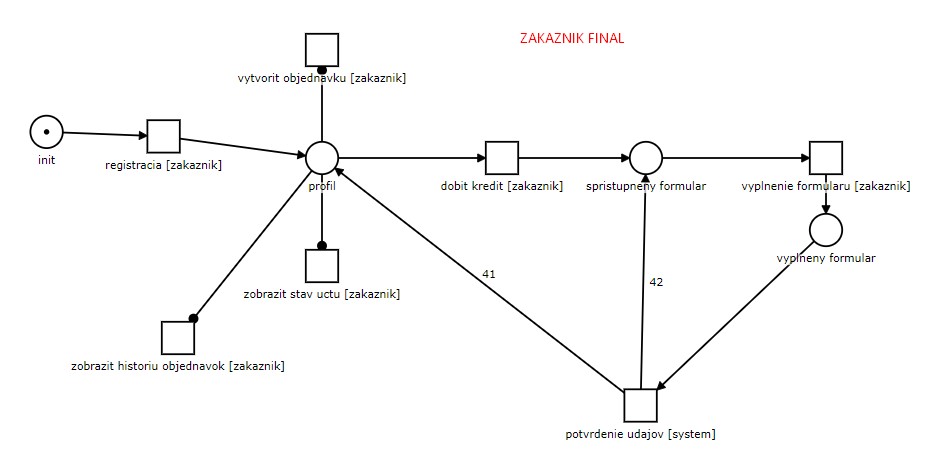 ZAKAZNIK FINAL
vytvorit objednavku [zakaznik]
init
registracia [zakaznik]
profil
dobit kredit [zakaznik]
spristupneny formular
vyplnenie formularu [zakaznik]
vyplneny formular
41
42
zobrazit stav uctu [zakaznik]
zobrazit historiu objednavok [zakaznik]
potvrdenie udajov [system]